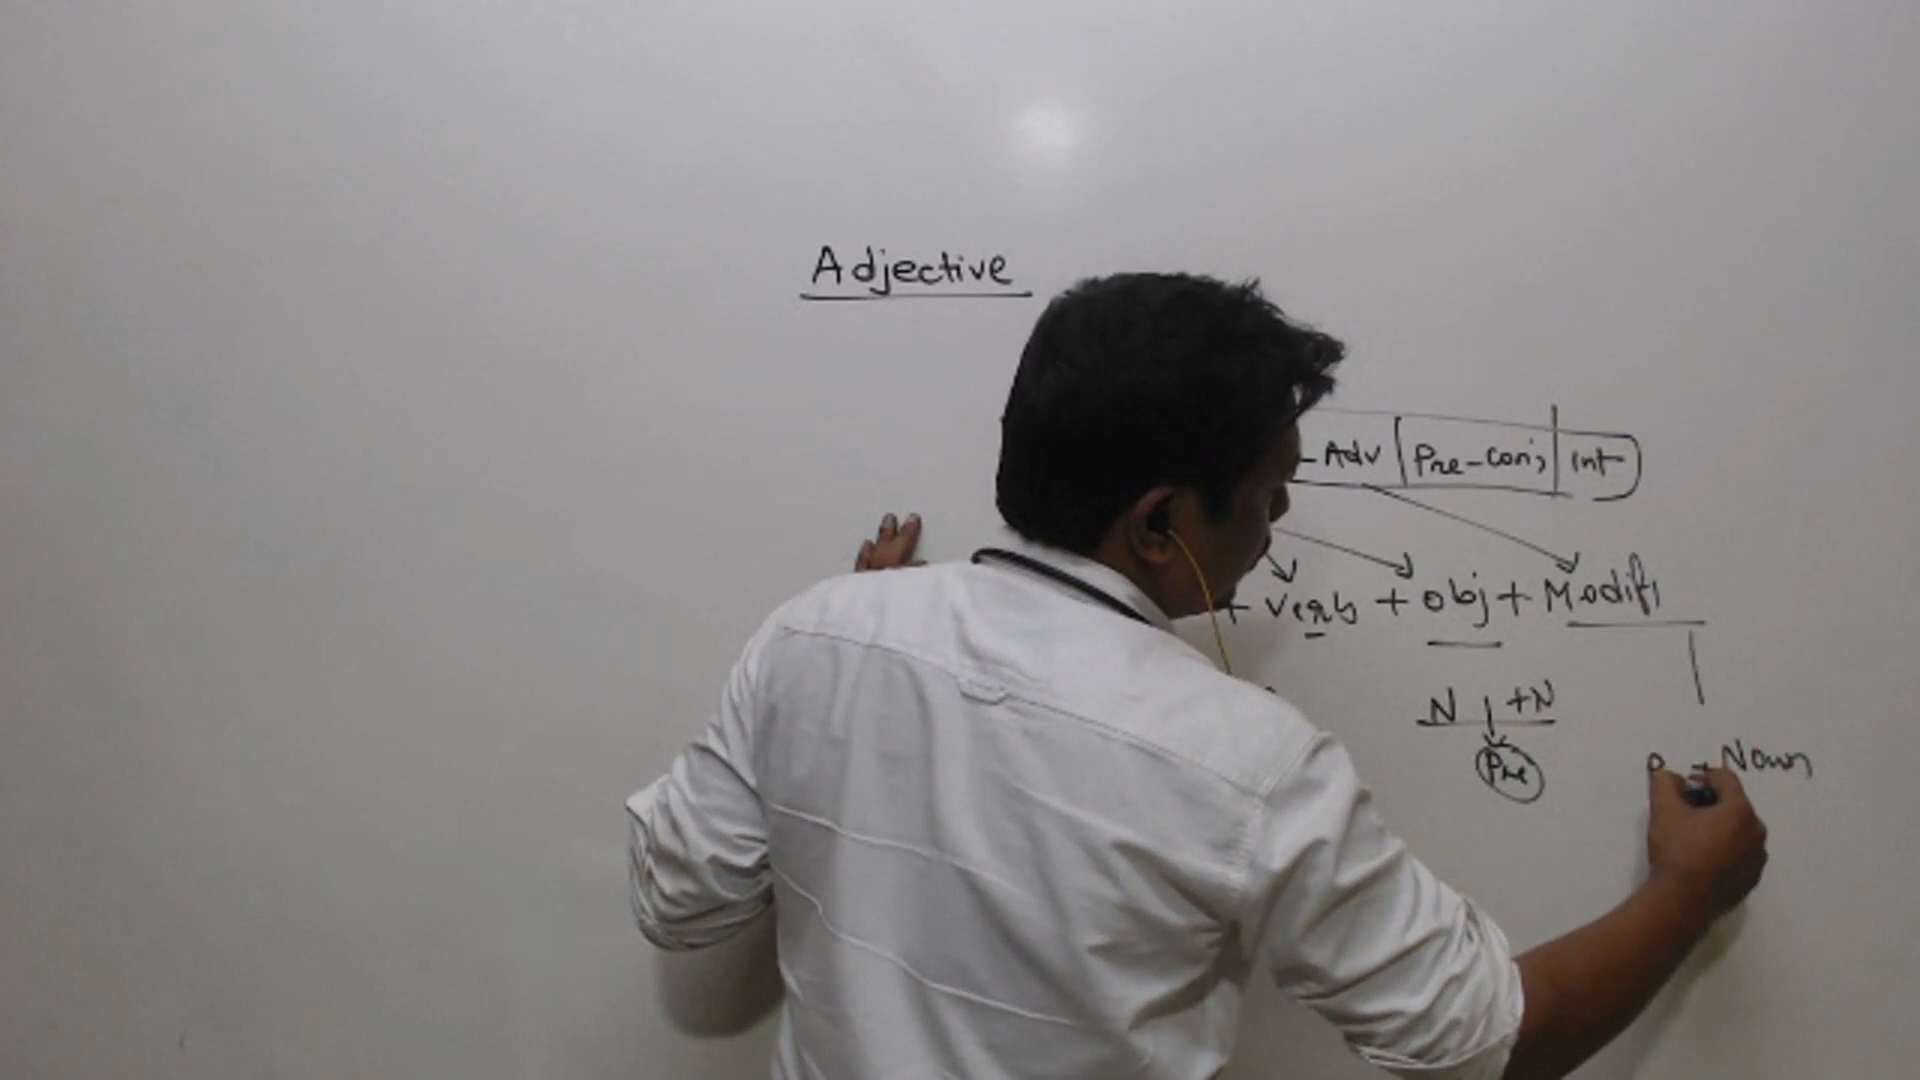 Adjective
Adv | Pre-Conj | int
+ Verb + Obj + Modifi
N +N
Pre
+ Noun